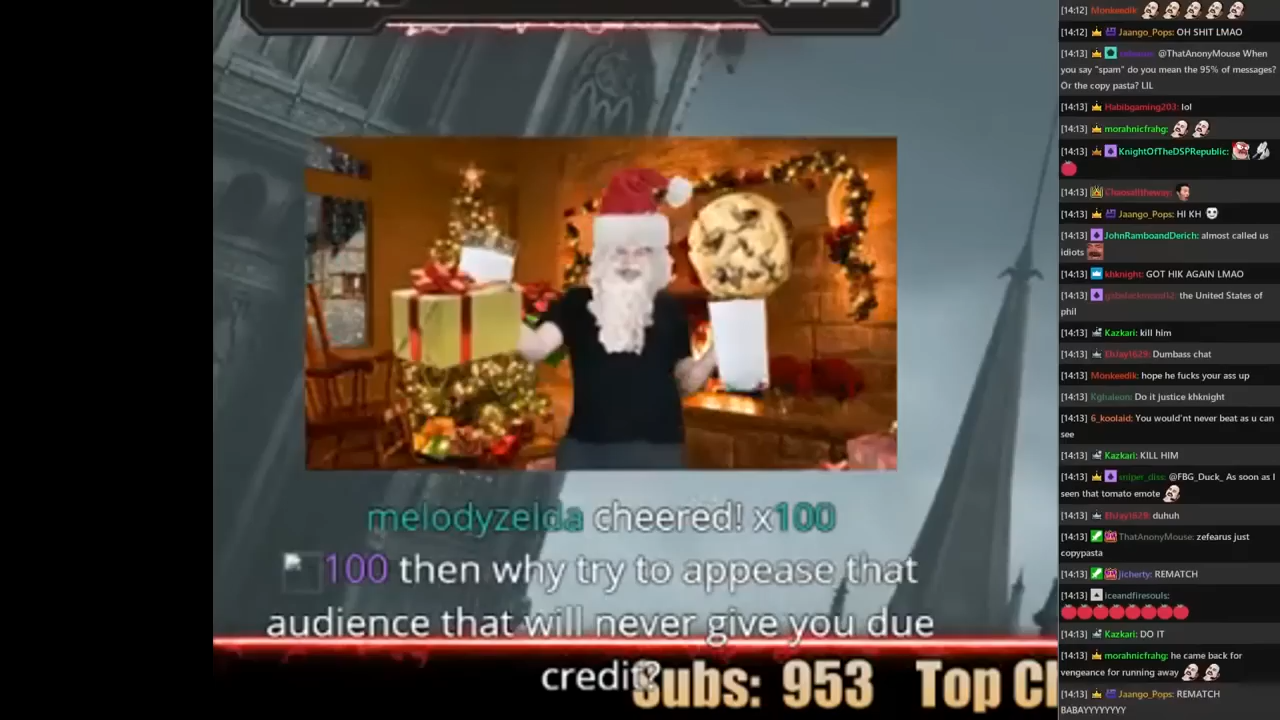 melodyzelda cheered! x100
100 then why try to appease that
audience that will never give you due
credit?
Subs: 953 Top
[14:12] Monkeedik
[14:12] Jaango_Pops: OH SHIT LMAO
[14:13] @ThatAnonyMouse When
you say "spam" do you mean the 95% of messages?
Or the copy pasta? LIL
[14:13] Habibgaming203: lol
[14:13] morahnicfrahg:
[14:13] KnightOfTheDSPRepublic:
[14:13] Choosalltheway:
[14:13] Jaango_Pops: HI KH
[14:13] JohnRamboandDerich: almost called us
idiots
[14:13] khknight: GOT HIK AGAIN LMAO
[14:13] the United States of
phil
[14:13] Kazkari: kill him
[14:13] ElsJay1629: Dumbass chat
[14:13] Monkeedik: hope he fucks your ass up
[14:13] Kghaleon: Do it justice khknight
[14:13] 6_koolaid: You would'nt never beat as u can
see
[14:13] Kazkari: KILL HIM
[14:13] sniper_diss: @FBG_Duck_ As soon as I
seen that tomato emote
[14:13] ElsJay1629: duhuh
[14:13] ThatAnonyMouse: zefearus just
copypasta
[14:13] Jicherty: REMATCH
[14:13] Iceandfiresouls:
[14:13] Kazkari: DO IT
[14:13] morahnicfrahg: he came back for
vengeance for running away
[14:13] Jaango_Pops: REMATCH
BABAYYYYYYYY